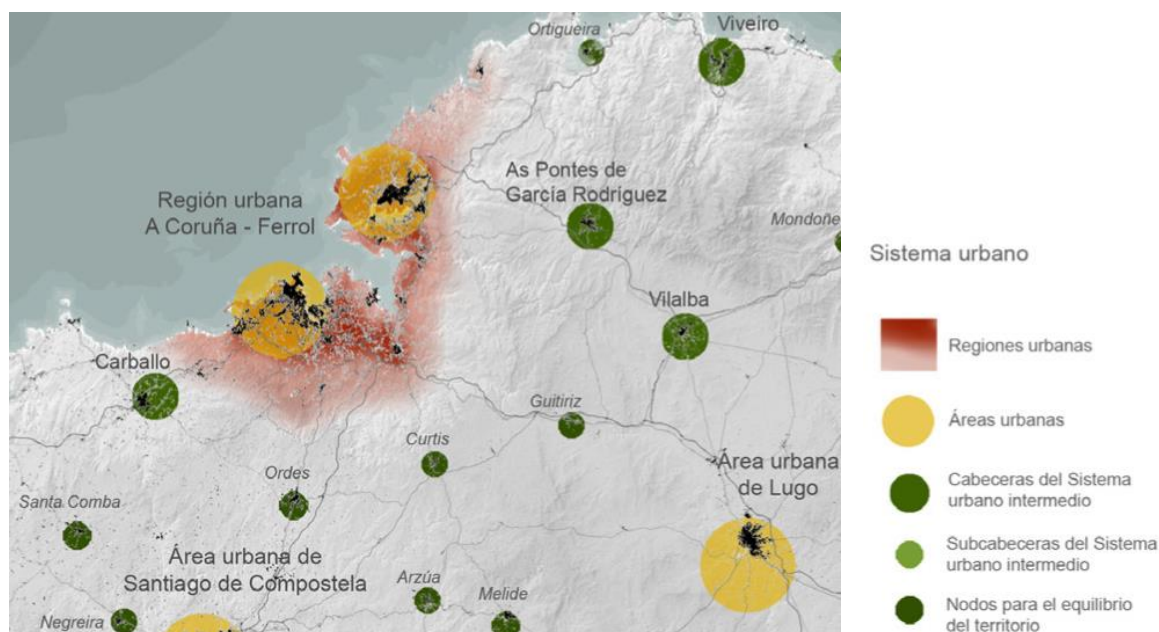 Ortigueira
Viveiro
As Pontes de
García Rodríguez
Región urbana
A Coruña - Ferrol
Mondoñe
Vilalba
Carballo
Guitiriz
Curtis
Área urbana
de Lugo
Ordes
Santa Comba
Área urbana de
Santiago de Compostela
Arzúa
Melide
Negreira
Sistema urbano
Regiones urbanas
Áreas urbanas
Cabeceras del Sistema
urbano intermedio
Subcabeceras del Sistema
urbano intermedio
Nodos para el equilibrio
del territorio